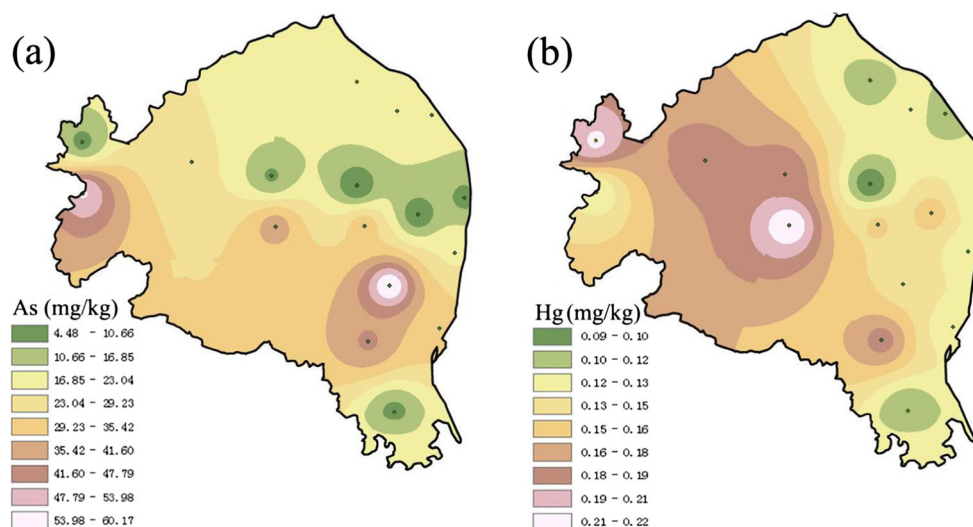 (a)
As (mg/kg)
4.48 - 10.66
10.66 - 16.85
16.85 - 23.04
23.04 - 29.23
29.23 - 35.42
35.42 - 41.60
41.60 - 47.79
47.79 - 53.98
53.98 - 60.17
(b)
Hg (mg/kg)
0.09 - 0.10
0.10 - 0.12
0.12 - 0.13
0.13 - 0.15
0.15 - 0.16
0.16 - 0.18
0.18 - 0.19
0.19 - 0.21
0.21 - 0.22